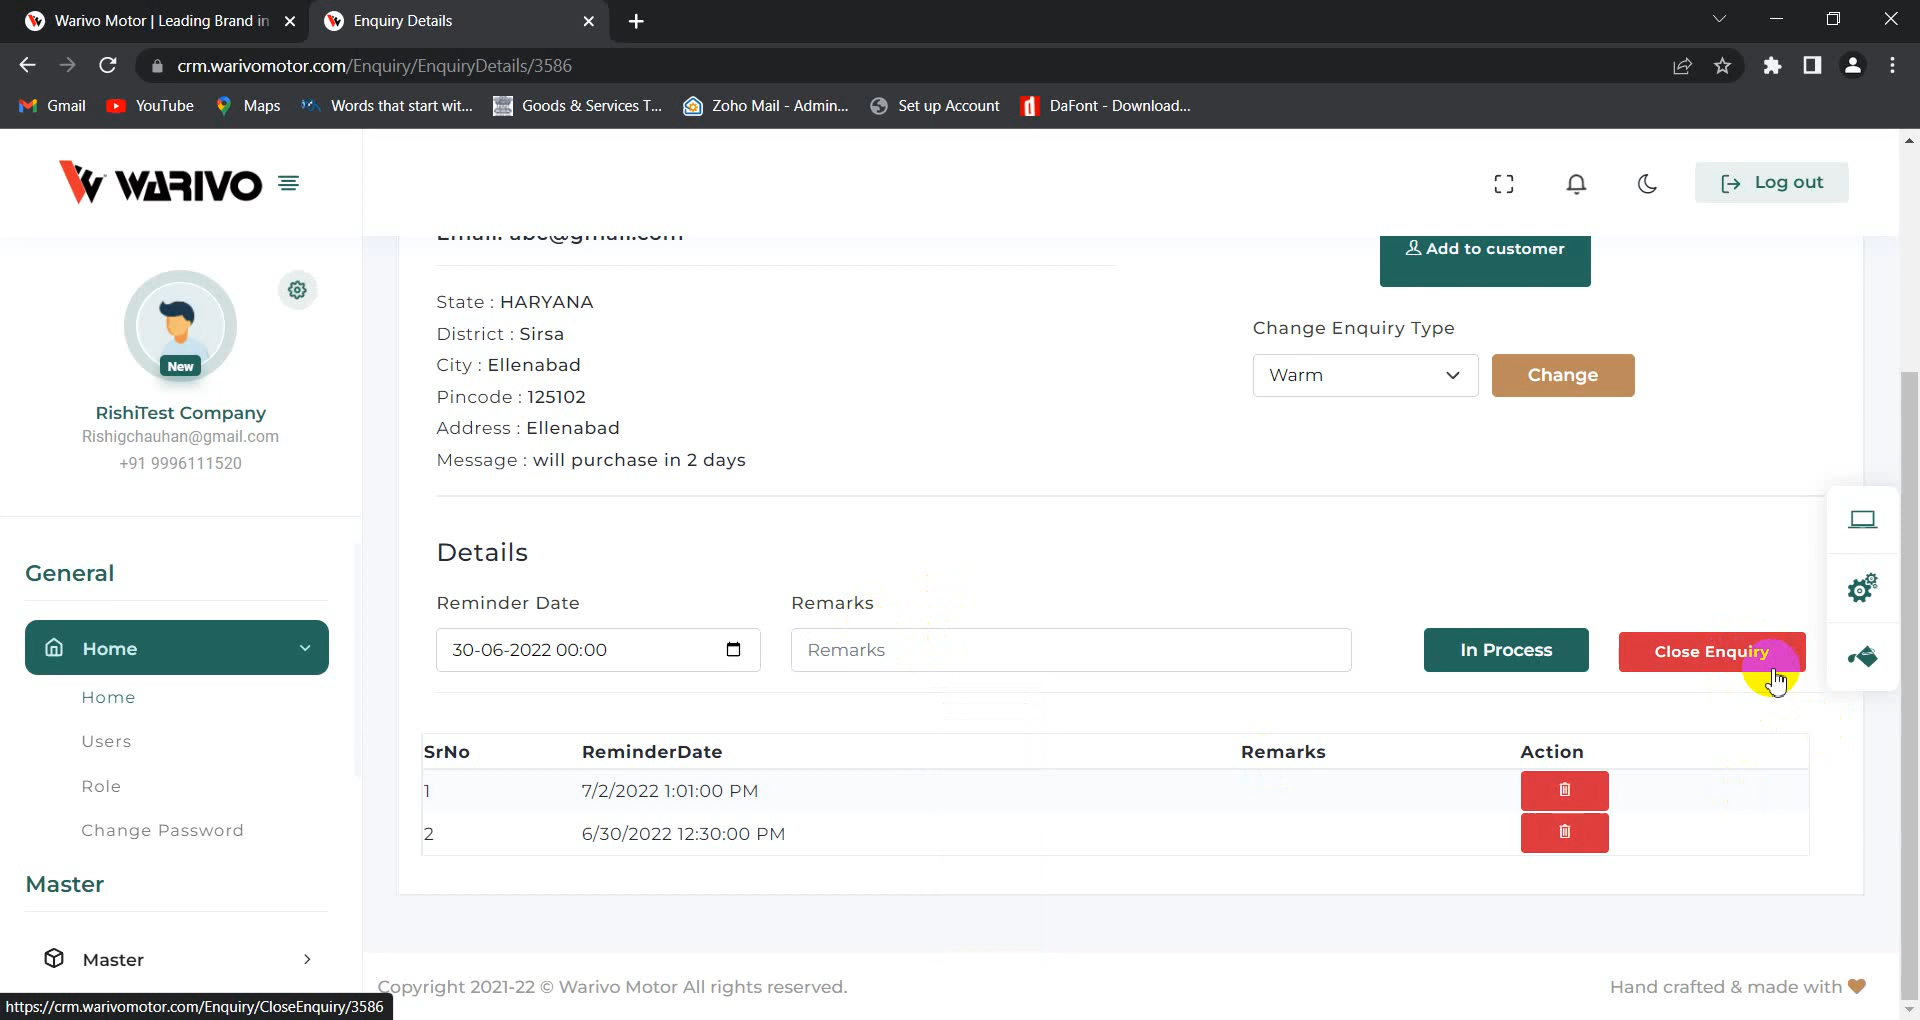 Warivo Motor | Leading Brand in
Enquiry Details
crm.warivomotor.com/Enquiry/EnquiryDetails/3586
Gmail
YouTube
Maps
Words that start wit...
Goods & Services T...
Zoho Mail - Admin...
Set up Account
DaFont - Download...
WARIVO
Log out
Email: abc@gmail.com
Add to customer
New
State : HARYANA
District : Sirsa
City : Ellenabad
Pincode : 125102
Address : Ellenabad
Message : will purchase in 2 days
Change Enquiry Type
Warm
Change
RishiTest Company
Rishigchauhan@gmail.com
+91 9996111520
General
Home
Home
Users
Role
Change Password
Master
Master
Details
Reminder Date
Remarks
30-06-2022 00:00
Remarks
In Process
Close Enquiry
SrNo ReminderDate Remarks Action
1 7/2/2022 1:01:00 PM
2 6/30/2022 12:30:00 PM
Copyright 2021-22 © Warivo Motor All rights reserved.
Hand crafted & made with
https://crm.warivomotor.com/Enquiry/CloseEnquiry/3586